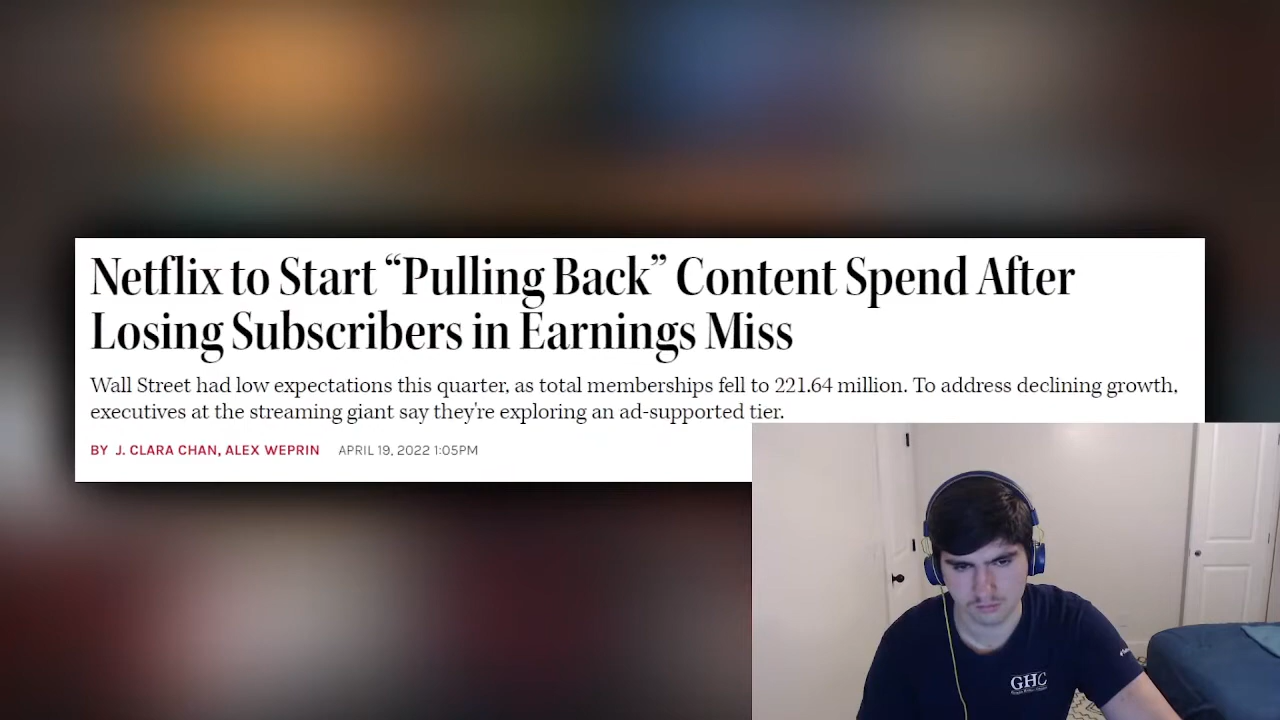 Netflix to Start “Pulling Back” Content Spend After
Losing Subscribers in Earnings Miss
Wall Street had low expectations this quarter, as total memberships fell to 221.64 million. To address declining growth,
executives at the streaming giant say they're exploring an ad-supported tier.
BY J. CLARA CHAN, ALEX WEPRIN APRIL 19, 2022 1:05PM
GHC